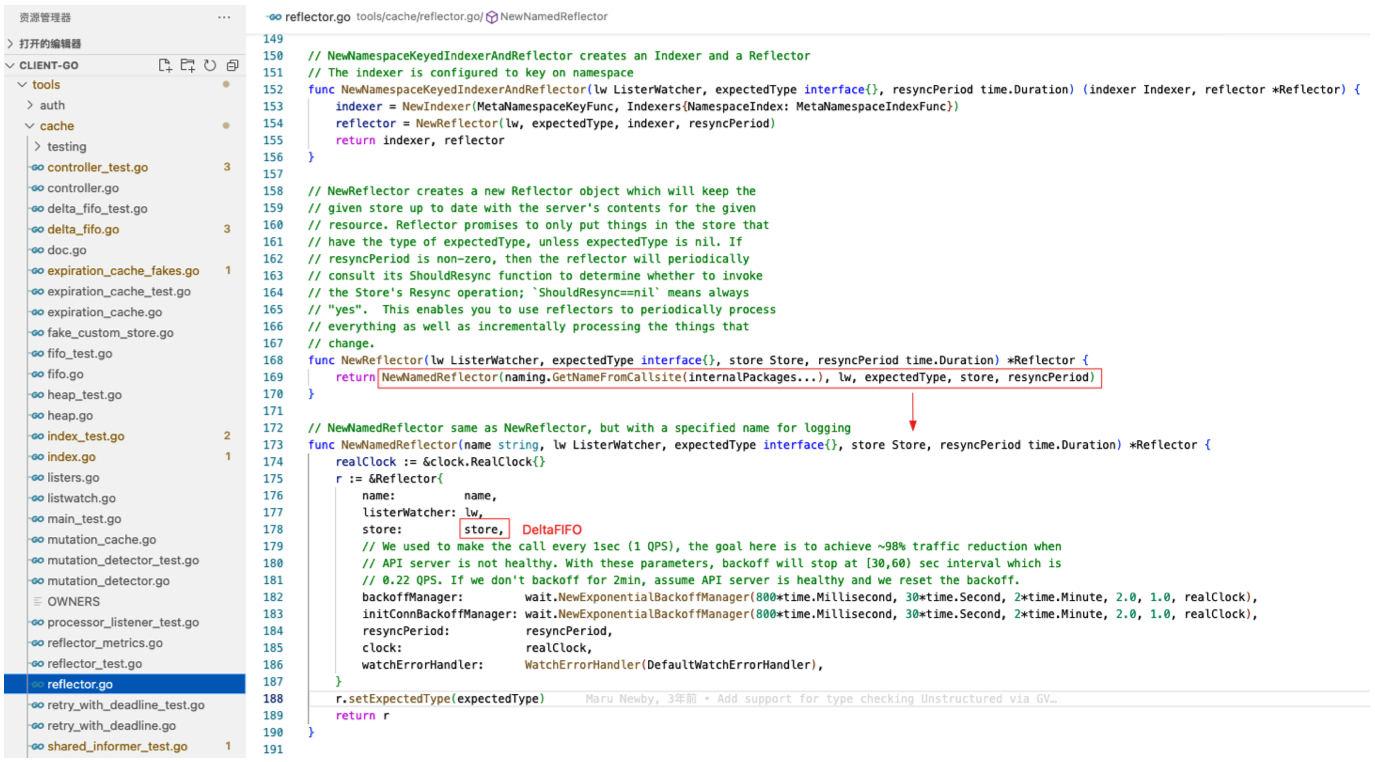 资源管理器
···
打开的编辑器
CLIENT-GO
tools
auth
cache
testing
controller_test.go 3
controller.go
delta_fifo_test.go
delta_fifo.go 3
doc.go
expiration_cache_fakes.go 1
expiration_cache_test.go
expiration_cache.go
fake_custom_store.go
fifo_test.go
fifo.go
heap_test.go
heap.go
index_test.go 2
index.go 1
listers.go
listwatch.go
main_test.go
mutation_cache.go
mutation_detector_test.go
mutation_detector.go
OWNERS
processor_listener_test.go
reflector_metrics.go
reflector_test.go
reflector.go
retry_with_deadline_test.go
retry_with_deadline.go
shared_informer_test.go 1
reflector.go tools/cache/reflector.go/ NewNamedReflector
149
150 // NewNamespaceKeyedIndexerAndReflector creates an Indexer and a Reflector
151 // The indexer is configured to key on namespace
152 func NewNamespaceKeyedIndexerAndReflector(lw ListerWatcher, expectedType interface{}, resyncPeriod time.Duration) (indexer Indexer, reflector *Reflector) {
153 indexer = NewIndexer(MetaNamespaceKeyFunc, Indexers{NamespaceIndex: MetaNamespaceIndexFunc})
154 reflector = NewReflector(lw, expectedType, indexer, resyncPeriod)
155 return indexer, reflector
156 }
157
158 // NewReflector creates a new Reflector object which will keep the
159 // given store up to date with the server's contents for the given
160 // resource. Reflector promises to only put things in the store that
161 // have the type of expectedType, unless expectedType is nil. If
162 // resyncPeriod is non-zero, then the reflector will periodically
163 // consult its ShouldResync function to determine whether to invoke
164 // the Store's Resync operation; `ShouldResync==nil` means always
165 // "yes".  This enables you to use reflectors to periodically process
166 // everything as well as incrementally processing the things that
167 // change.
168 func NewReflector(lw ListerWatcher, expectedType interface{}, store Store, resyncPeriod time.Duration) *Reflector {
169 return NewNamedReflector(naming.GetNameFromCallsite(internalPackages...), lw, expectedType, store, resyncPeriod)
170 }
171
172 // NewNamedReflector same as NewReflector, but with a specified name for logging
173 func NewNamedReflector(name string, lw ListerWatcher, expectedType interface{}, store Store, resyncPeriod time.Duration) *Reflector {
174 realClock := &clock.RealClock{}
175 r := &Reflector{
176 name: name,
177 listerWatcher: lw,
178 store: store, DeltaFIFO
179 // We used to make the call every 1sec (1 QPS), the goal here is to achieve ~98% traffic reduction when
180 // API server is not healthy. With these parameters, backoff will stop at [30,60) sec interval which is
181 // 0.22 QPS. If we don't backoff for 2min, assume API server is healthy and we reset the backoff.
182 backoffManager: wait.NewExponentialBackoffManager(800*time.Millisecond, 30*time.Second, 2*time.Minute, 2.0, 1.0, realClock),
183 initConnBackoffManager: wait.NewExponentialBackoffManager(800*time.Millisecond, 30*time.Second, 2*time.Minute, 2.0, 1.0, realClock),
184 resyncPeriod: resyncPeriod,
185 clock: realClock,
186 watchErrorHandler: WatchErrorHandler(DefaultWatchErrorHandler),
187 }
188 r.setExpectedType(expectedType) Maru Newby, 3年前 • Add support for type checking Unstructured via GV…
189 return r
190 }
191